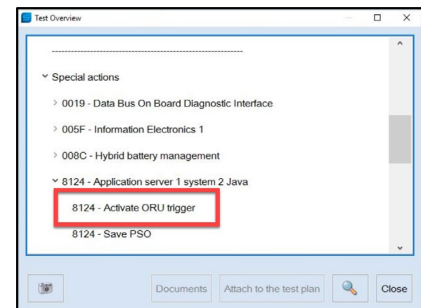 Test Overview
Special actions
0019 - Data Bus On Board Diagnostic Interface
005F - Information Electronics 1
008C - Hybrid battery management
8124 - Application server 1 system 2 Java
8124 - Activate ORU trigger
8124 - Save PSO
Documents
Attach to the test plan
Close